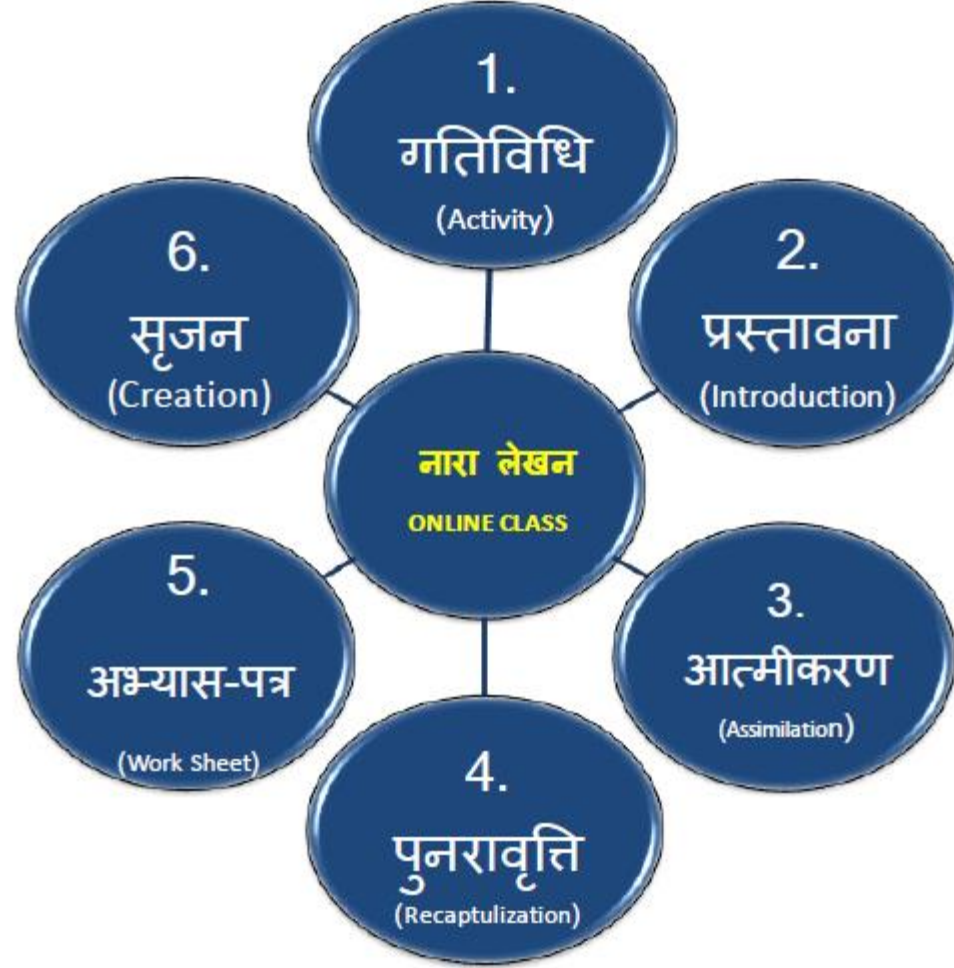 1.
गतिविधि
(Activity)
2.
प्रस्तावना
(Introduction)
3.
आत्मीकरण
(Assimilation)
4.
पुनरावृत्ति
(Recaptulization)
5.
अभ्यास-पत्र
(Work Sheet)
6.
सृजन
(Creation)
नारा लेखन
ONLINE CLASS